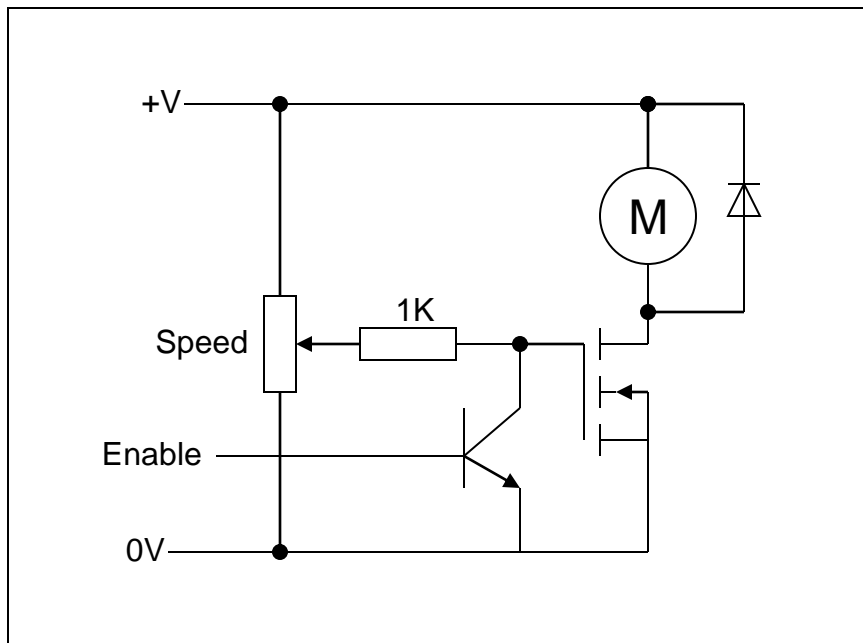 +V
M
1K
Speed
Enable
0V